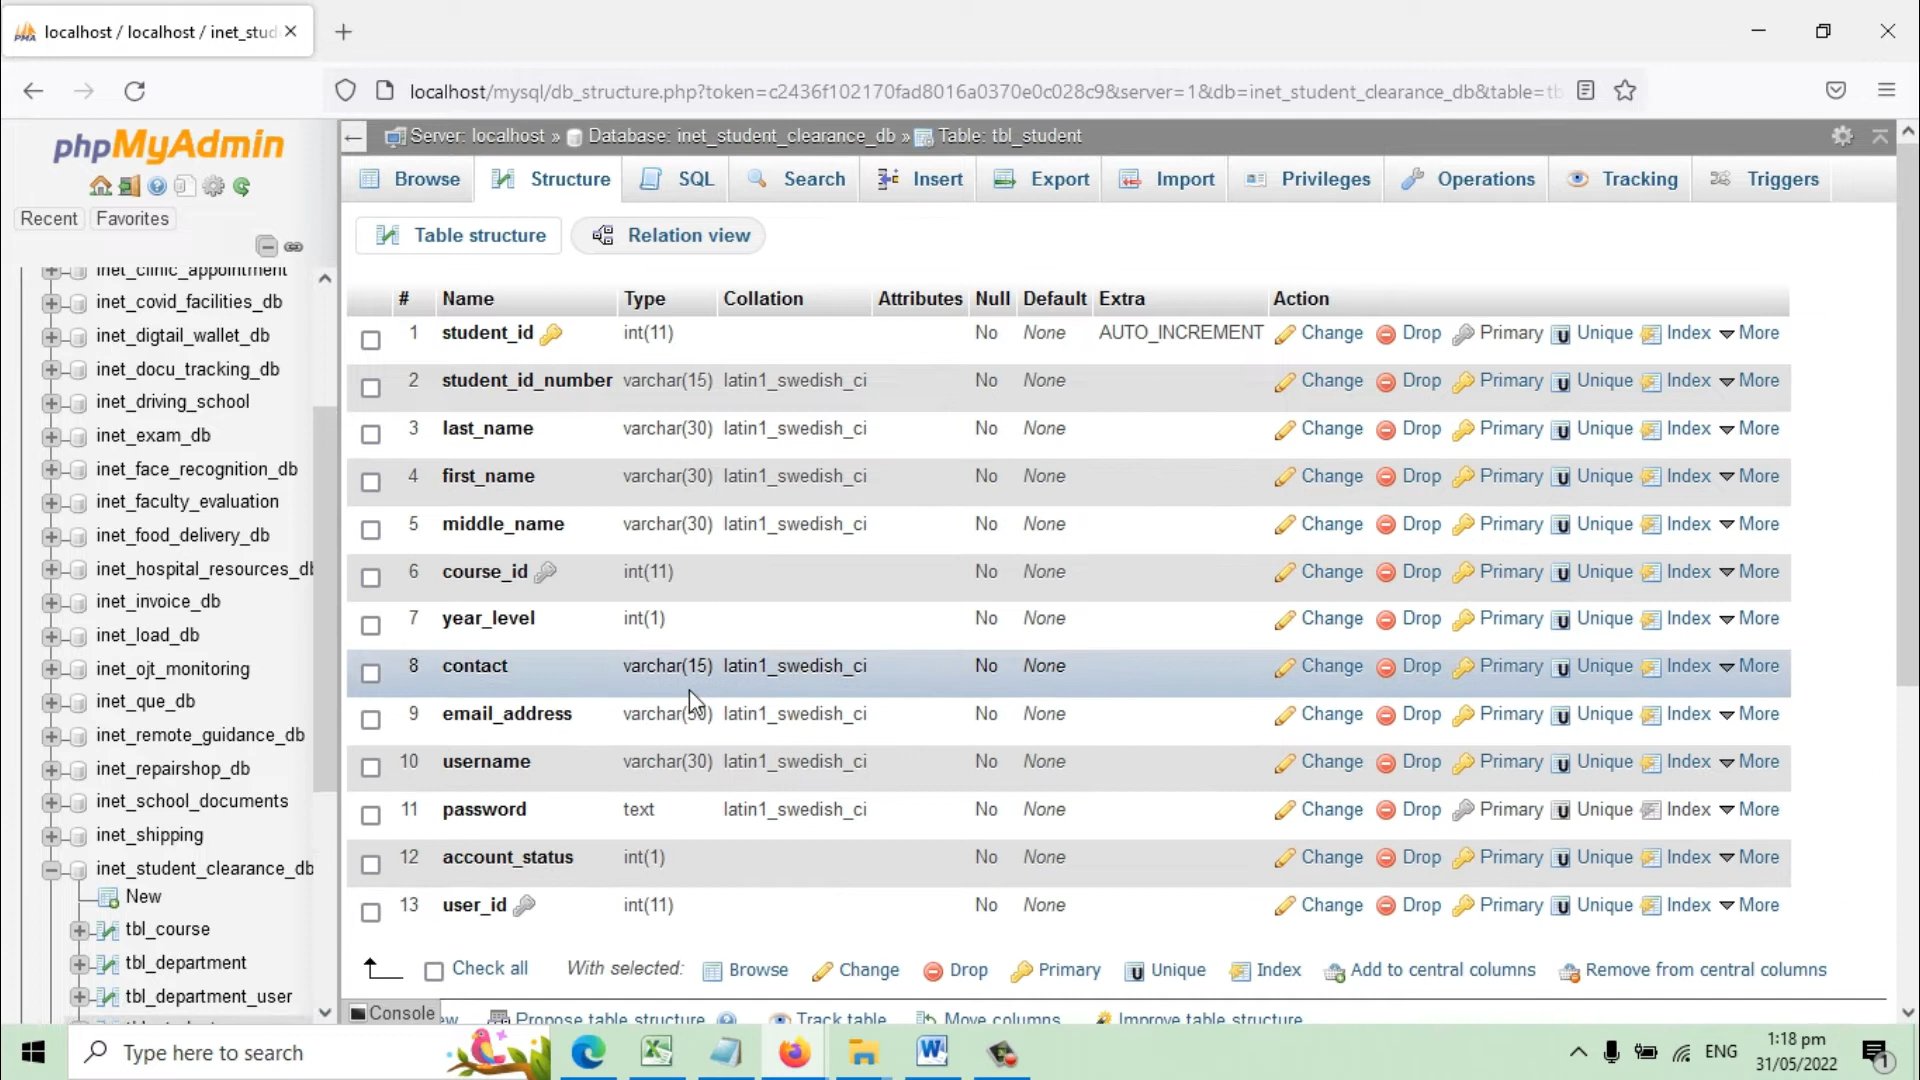 localhost / localhost / inet_stud
localhost/mysql/db_structure.php?token=c2436f102170fad8016a0370e0c028c9&server=1&db=inet_student_clearance_db&table=tb
phpMyAdmin
Recent Favorites
inet_clinic_appointment
inet_covid_facilities_db
inet_digtail_wallet_db
inet_docu_tracking_db
inet_driving_school
inet_exam_db
inet_face_recognition_db
inet_faculty_evaluation
inet_food_delivery_db
inet_hospital_resources_db
inet_invoice_db
inet_load_db
inet_ojt_monitoring
inet_que_db
inet_remote_guidance_db
inet_repairshop_db
inet_school_documents
inet_shipping
inet_student_clearance_db
New
tbl_course
tbl_department
tbl_department_user
Server: localhost » Database: inet_student_clearance_db » Table: tbl_student
Browse Structure SQL Search Insert Export Import Privileges Operations Tracking Triggers
Table structure Relation view
# Name Type Collation Attributes Null Default Extra Action
1 student_id int(11) No None AUTO_INCREMENT Change Drop Primary Unique Index More
2 student_id_number varchar(15) latin1_swedish_ci No None Change Drop Primary Unique Index More
3 last_name varchar(30) latin1_swedish_ci No None Change Drop Primary Unique Index More
4 first_name varchar(30) latin1_swedish_ci No None Change Drop Primary Unique Index More
5 middle_name varchar(30) latin1_swedish_ci No None Change Drop Primary Unique Index More
6 course_id int(11) No None Change Drop Primary Unique Index More
7 year_level int(1) No None Change Drop Primary Unique Index More
8 contact varchar(15) latin1_swedish_ci No None Change Drop Primary Unique Index More
9 email_address latin1_swedish_ci No None Change Drop Primary Unique Index More
10 username varchar(30) latin1_swedish_ci No None Change Drop Primary Unique Index More
11 password text latin1_swedish_ci No None Change Drop Primary Unique Index More
12 account_status int(1) No None Change Drop Primary Unique Index More
13 user_id int(11) No None Change Drop Primary Unique Index More
Check all With selected: Browse Change Drop Primary Unique Index Add to central columns Remove from central columns
Console Propose table structure Track table Move columns Improve table structure
Type here to search
ENG
1:18 pm
31/05/2022
1